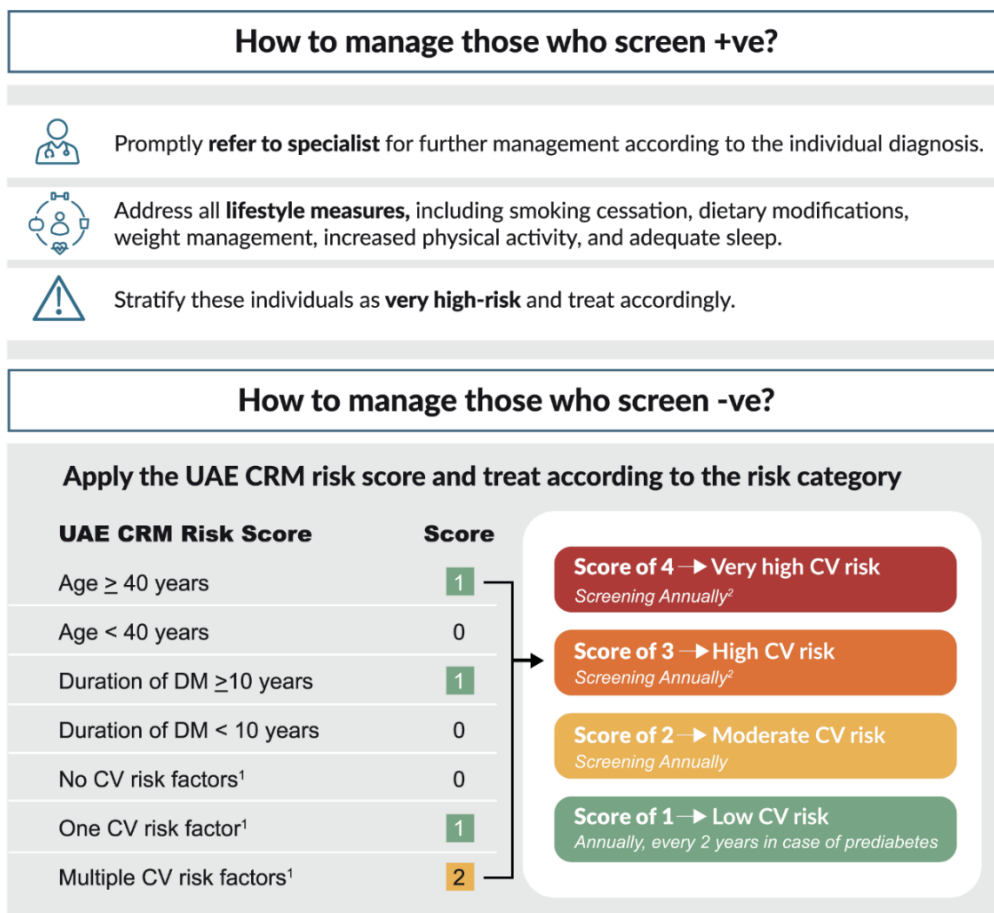 How to manage those who screen +ve?
Promptly refer to specialist for further management according to the individual diagnosis.
Address all lifestyle measures, including smoking cessation, dietary modifications,
weight management, increased physical activity, and adequate sleep.
Stratify these individuals as very high-risk and treat accordingly.
How to manage those who screen -ve?
Apply the UAE CRM risk score and treat according to the risk category
UAE CRM Risk Score Score
Age ≥ 40 years 1
Age < 40 years 0
Duration of DM ≥10 years 1
Duration of DM < 10 years 0
No CV risk factors¹ 0
One CV risk factor¹ 1
Multiple CV risk factors¹ 2
Score of 4 → Very high CV risk
Screening Annually²
Score of 3 → High CV risk
Screening Annually²
Score of 2 → Moderate CV risk
Screening Annually
Score of 1 → Low CV risk
Annually, every 2 years in case of prediabetes